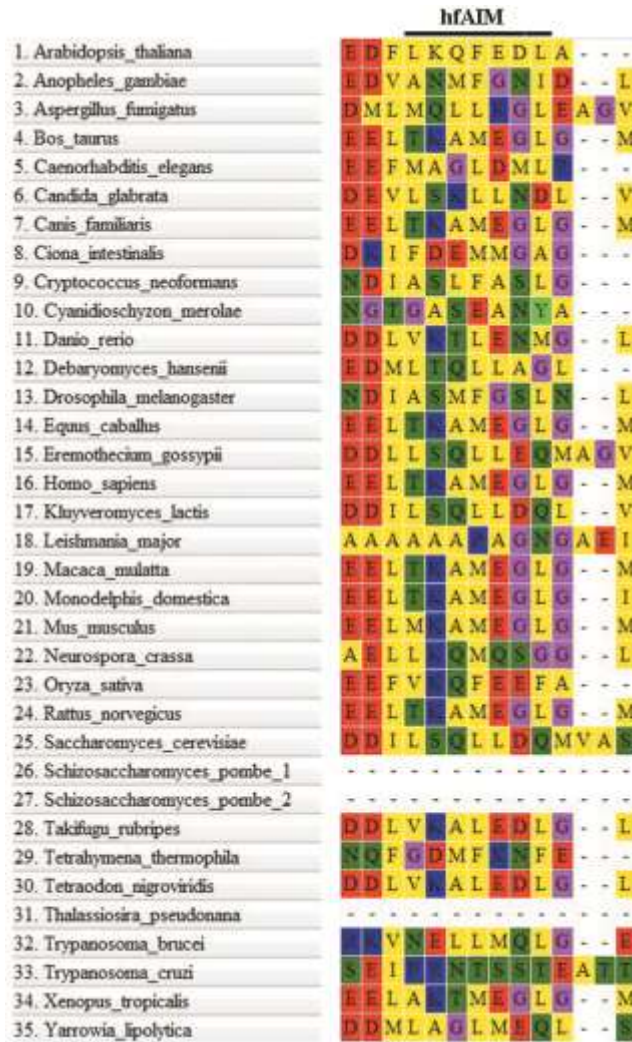 hfAIM
1. Arabidopsis_thaliana E D F L K Q F E D L A - - -
2. Anopheles_gambiae E D V A N M F G N I D - - L
3. Aspergillus_fumigatus D M L M Q L L K G L E A G V
4. Bos_taurus E E L T K A M E G L G - - M
5. Caenorhabditis_elegans E E F M A G L D M L - - -
6. Candida_glabrata D E V L S K L L N D L - - V
7. Canis_familiaris E E L T K A M E G L G - - M
8. Ciona_intestinalis D K I F D E M M G A G - - -
9. Cryptococcus_neoformans N D I A S L F A S L G - - -
10. Cyanidioschyzon_merolae N G T G A S E A N Y A - - -
11. Danio_rerio D D L V K T L E N M G - - L
12. Debaryomyces_hansenii E D M L T Q L L A G L - - -
13. Drosophila_melanogaster N D I A S M F G S L N - - L
14. Equus_caballus E E L T K A M E G L G - - M
15. Eremothecium_gossypii D D L L S Q L L E Q M A G V
16. Homo_sapiens E E L T K A M E G L G - - M
17. Kluyveromyces_lactis D D I L S Q L L D Q L - - V
18. Leishmania_major A A A A A A A G N G A E I
19. Macaca_mulatta E E L T K A M E G L G - - M
20. Monodelphis_domestica E E L T K A M E G L G - - I
21. Mus_musculus E E L M K A M E G L G - - M
22. Neurospora_crassa A E L L K Q M Q S G G - - L
23. Oryza_sativa E E F V K Q F E E F A - - -
24. Rattus_norvegicus E E L T K A M E G L G - - M
25. Saccharomyces_cerevisiae D D I L S Q L L D Q M V A S
26. Schizosaccharomyces_pombe_1 - - - - - - - - - - - - - -
27. Schizosaccharomyces_pombe_2 - - - - - - - - - - - - - -
28. Takifugu_rubripes D D L V K A L E D L G - - L
29. Tetrahymena_thermophila N Q F G D M F K N F E - - -
30. Tetraodon_nigroviridis D D L V K A L E D L G - - L
31. Thalassiosira_pseudonana - - - - - - - - - - - - - -
32. Trypanosoma_brucei K V N E L L M Q L G - - E
33. Trypanosoma_cruzi S E I N T S S T E A T T
34. Xenopus_tropicalis E E L A K T M E G L G - - M
35. Yarrowia_lipolytica D D M L A G L M E Q L - - S